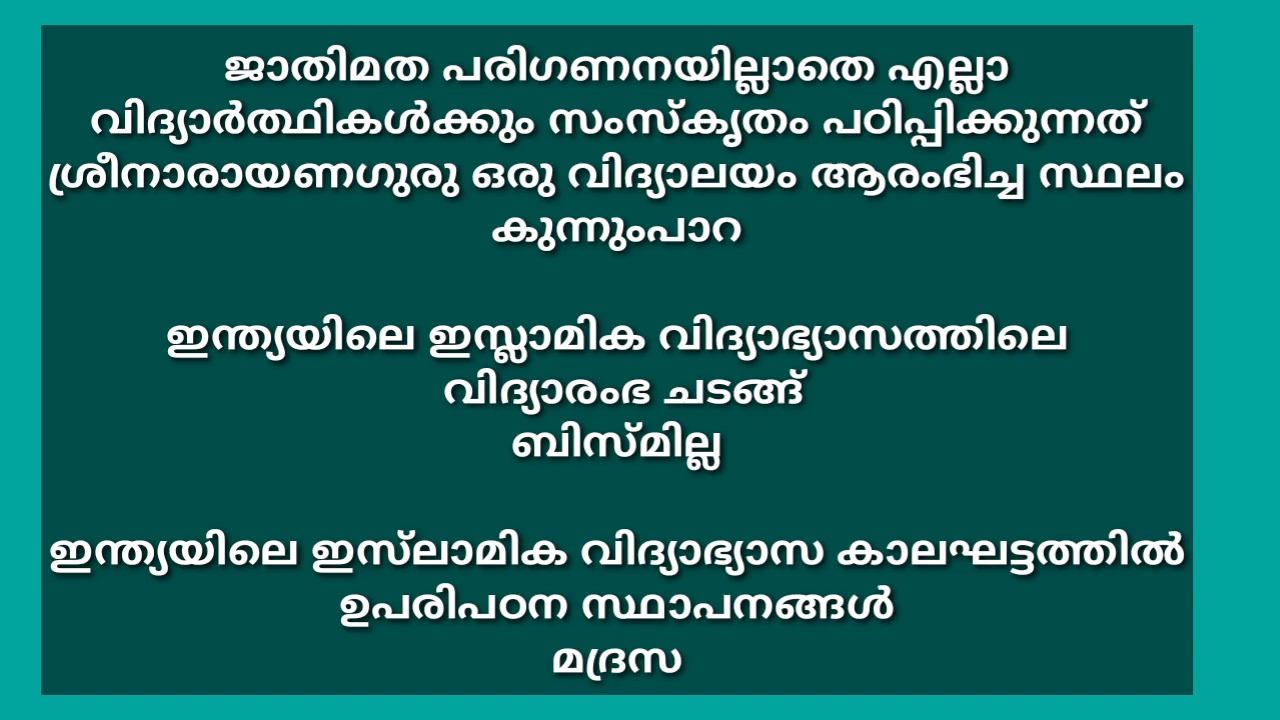 ജാതിമത പരിഗണനയില്ലാതെ എല്ലാ
വിദ്യാർത്ഥികൾക്കും സംസ്കൃതം പഠിപ്പിക്കുന്നത്
ശ്രീനാരായണഗുരു ഒരു വിദ്യാലയം ആരംഭിച്ച സ്ഥലം
കുന്നുംപാറ
ഇന്ത്യയിലെ ഇസ്ലാമിക വിദ്യാഭ്യാസത്തിലെ
വിദ്യാരംഭ ചടങ്ങ്
ബിസ്മില്ല
ഇന്ത്യയിലെ ഇസ്‌ലാമിക വിദ്യാഭ്യാസ കാലഘട്ടത്തിൽ
ഉപരിപഠന സ്ഥാപനങ്ങൾ
മദ്രസ